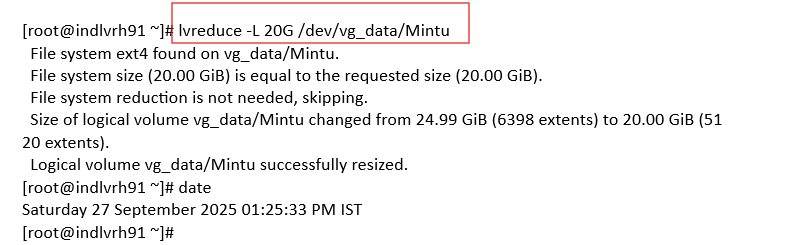 [root@indlvrh91 ~]# lvreduce -L 20G /dev/vg_data/Mintu
File system ext4 found on vg_data/Mintu.
File system size (20.00 GiB) is equal to the requested size (20.00 GiB).
File system reduction is not needed, skipping.
Size of logical volume vg_data/Mintu changed from 24.99 GiB (6398 extents) to 20.00 GiB (51
20 extents).
Logical volume vg_data/Mintu successfully resized.
[root@indlvrh91 ~]# date
Saturday 27 September 2025 01:25:33 PM IST
[root@indlvrh91 ~]#